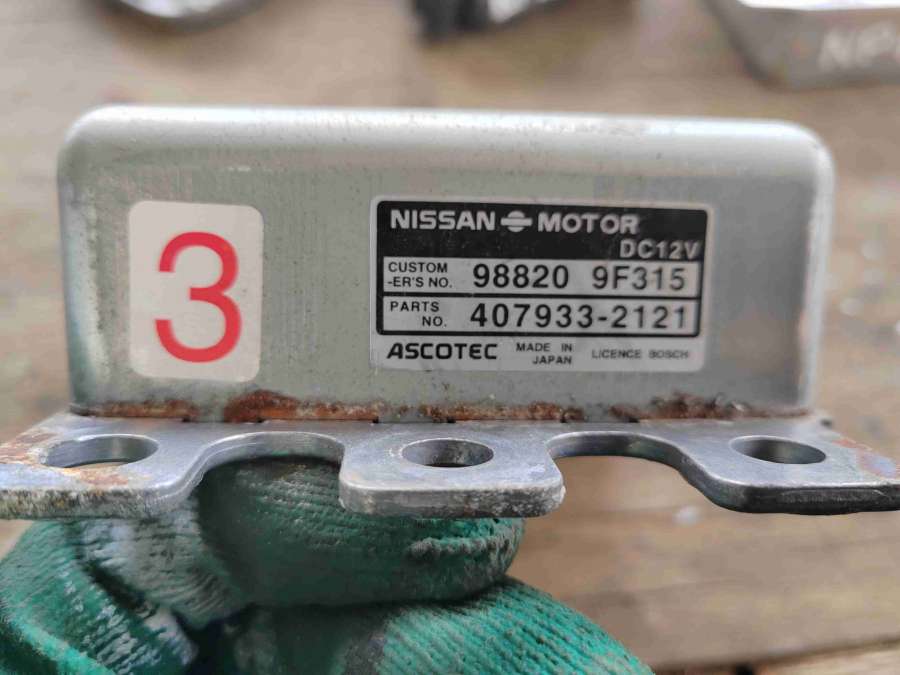 3
NISSAN MOTOR
DC12V
CUSTOM
-ER'S NO. 98820 9F315
PARTS
NO. 407933-2121
ASCOTEC MADE IN
JAPAN LICENCE BOSCH